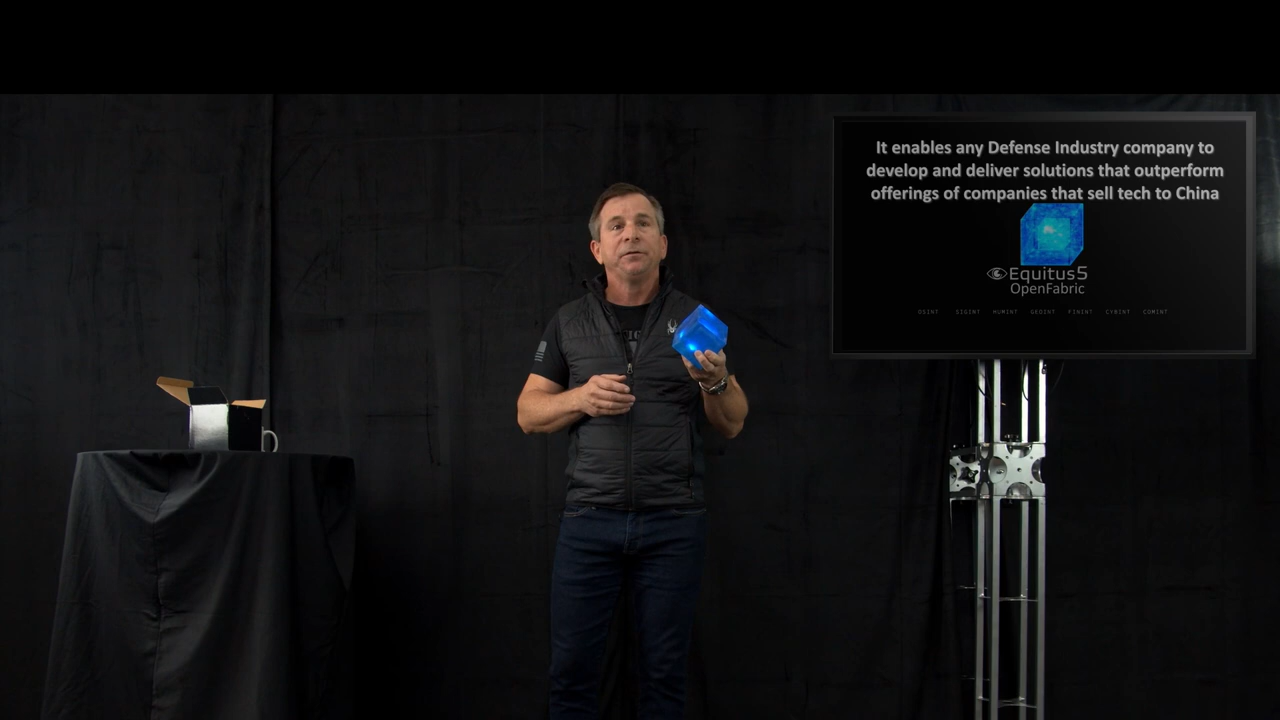 It enables any Defense Industry company to
develop and deliver solutions that outperform
offerings of companies that sell tech to China
Equitus5
OpenFabric
OSINT SIGINT HUMINT GEOINT FININT CYBINT COMINT